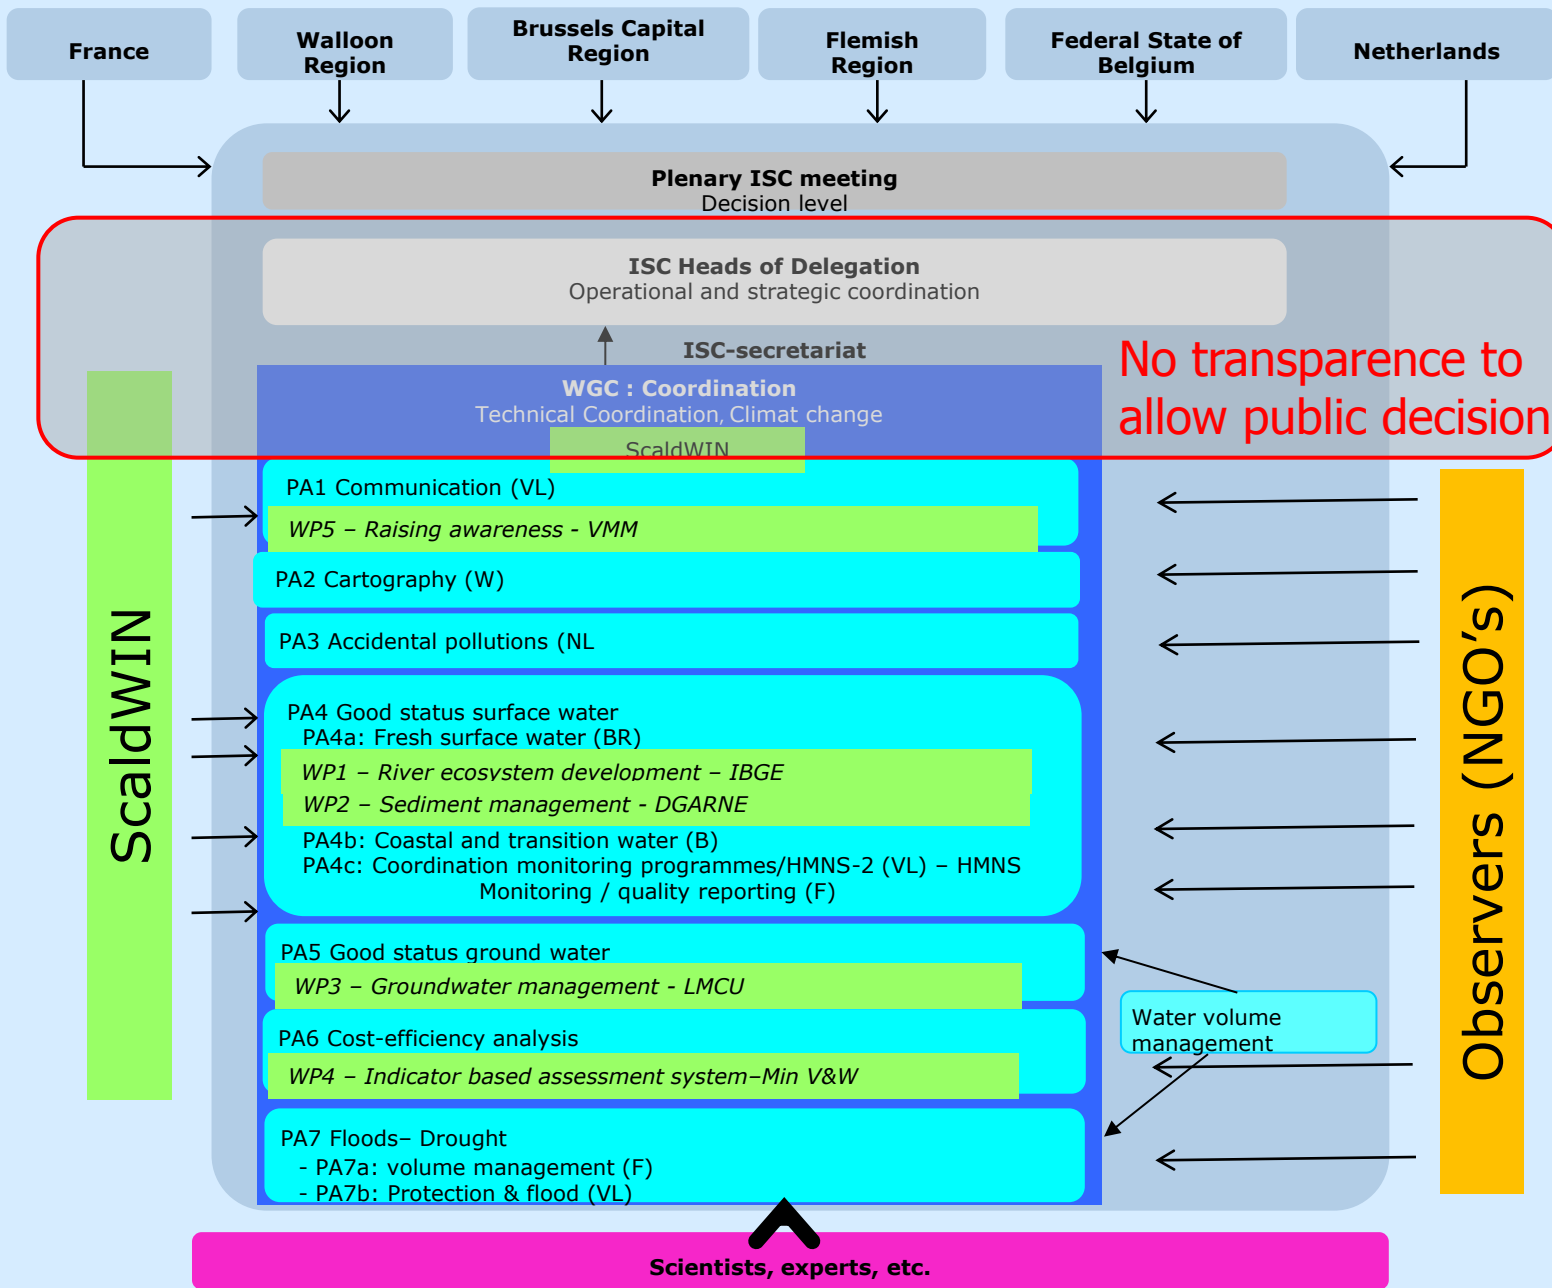 France
Walloon
Region
Brussels Capital
Region
Flemish
Region
Federal State of
Belgium
Netherlands
Plenary ISC meeting
Decision level
ISC Heads of Delegation
Operational and strategic coordination
ISC-secretariat
No transparence to
allow public decision
WGC : Coordination
Technical Coordination, Climat change
ScaldWIN
PA1 Communication (VL)
WP5 – Raising awareness - VMM
PA2 Cartography (W)
PA3 Accidental pollutions (NL
PA4 Good status surface water
PA4a: Fresh surface water (BR)
WP1 – River ecosystem development – IBGE
WP2 – Sediment management - DGARNE
PA4b: Coastal and transition water (B)
PA4c: Coordination monitoring programmes/HMNS-2 (VL) – HMNS
Monitoring / quality reporting (F)
PA5 Good status ground water
WP3 – Groundwater management - LMCU
PA6 Cost-efficiency analysis
WP4 – Indicator based assessment system–Min V&W
PA7 Floods– Drought
- PA7a: volume management (F)
- PA7b: Protection & flood (VL)
Water volume
management
ScaldWIN
Observers (NGO’s)
Scientists, experts, etc.